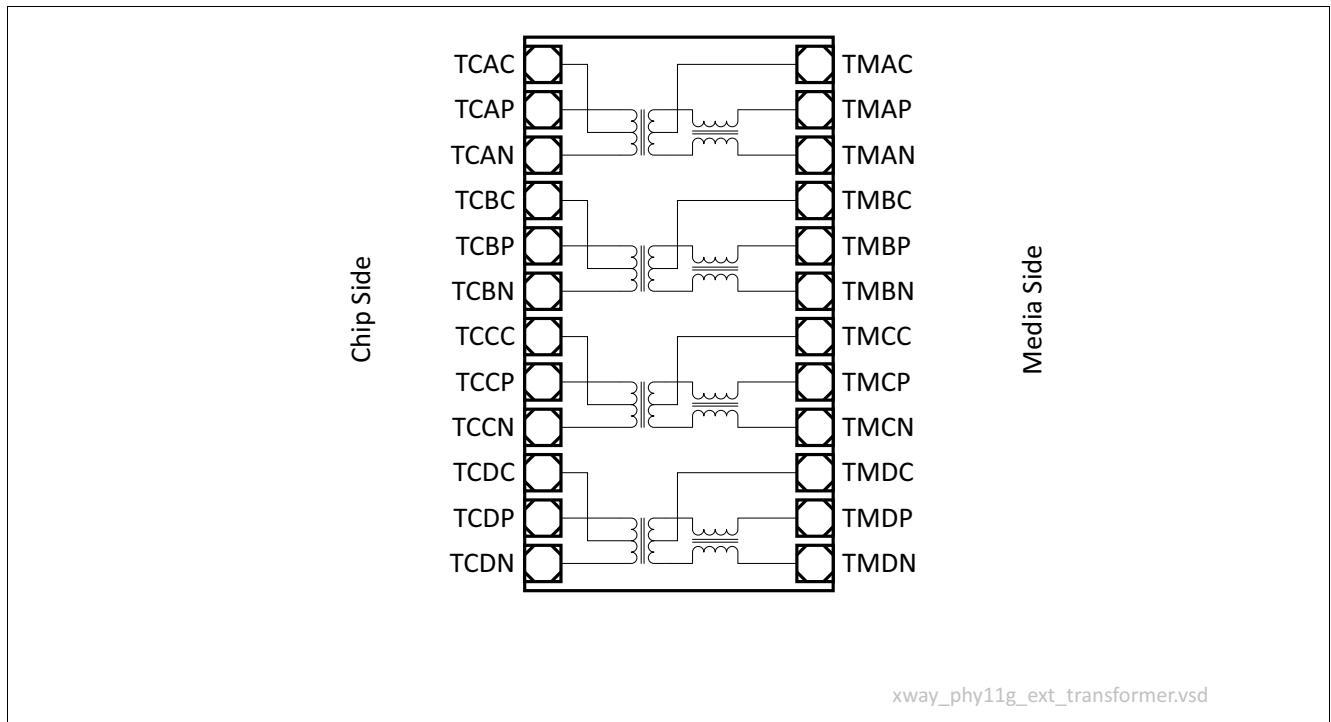 TCAC
TCAP
TCAN
TCBC
TCBP
TCBN
TCCC
TCCP
TCCN
TCDC
TCDP
TCDN
Chip Side
TMAC
TMAP
TMAN
TMBC
TMBP
TMBN
TMCC
TMCP
TMCN
TMDC
TMDP
TMDN
Media Side
xway_phy11g_ext_transformer.vsd